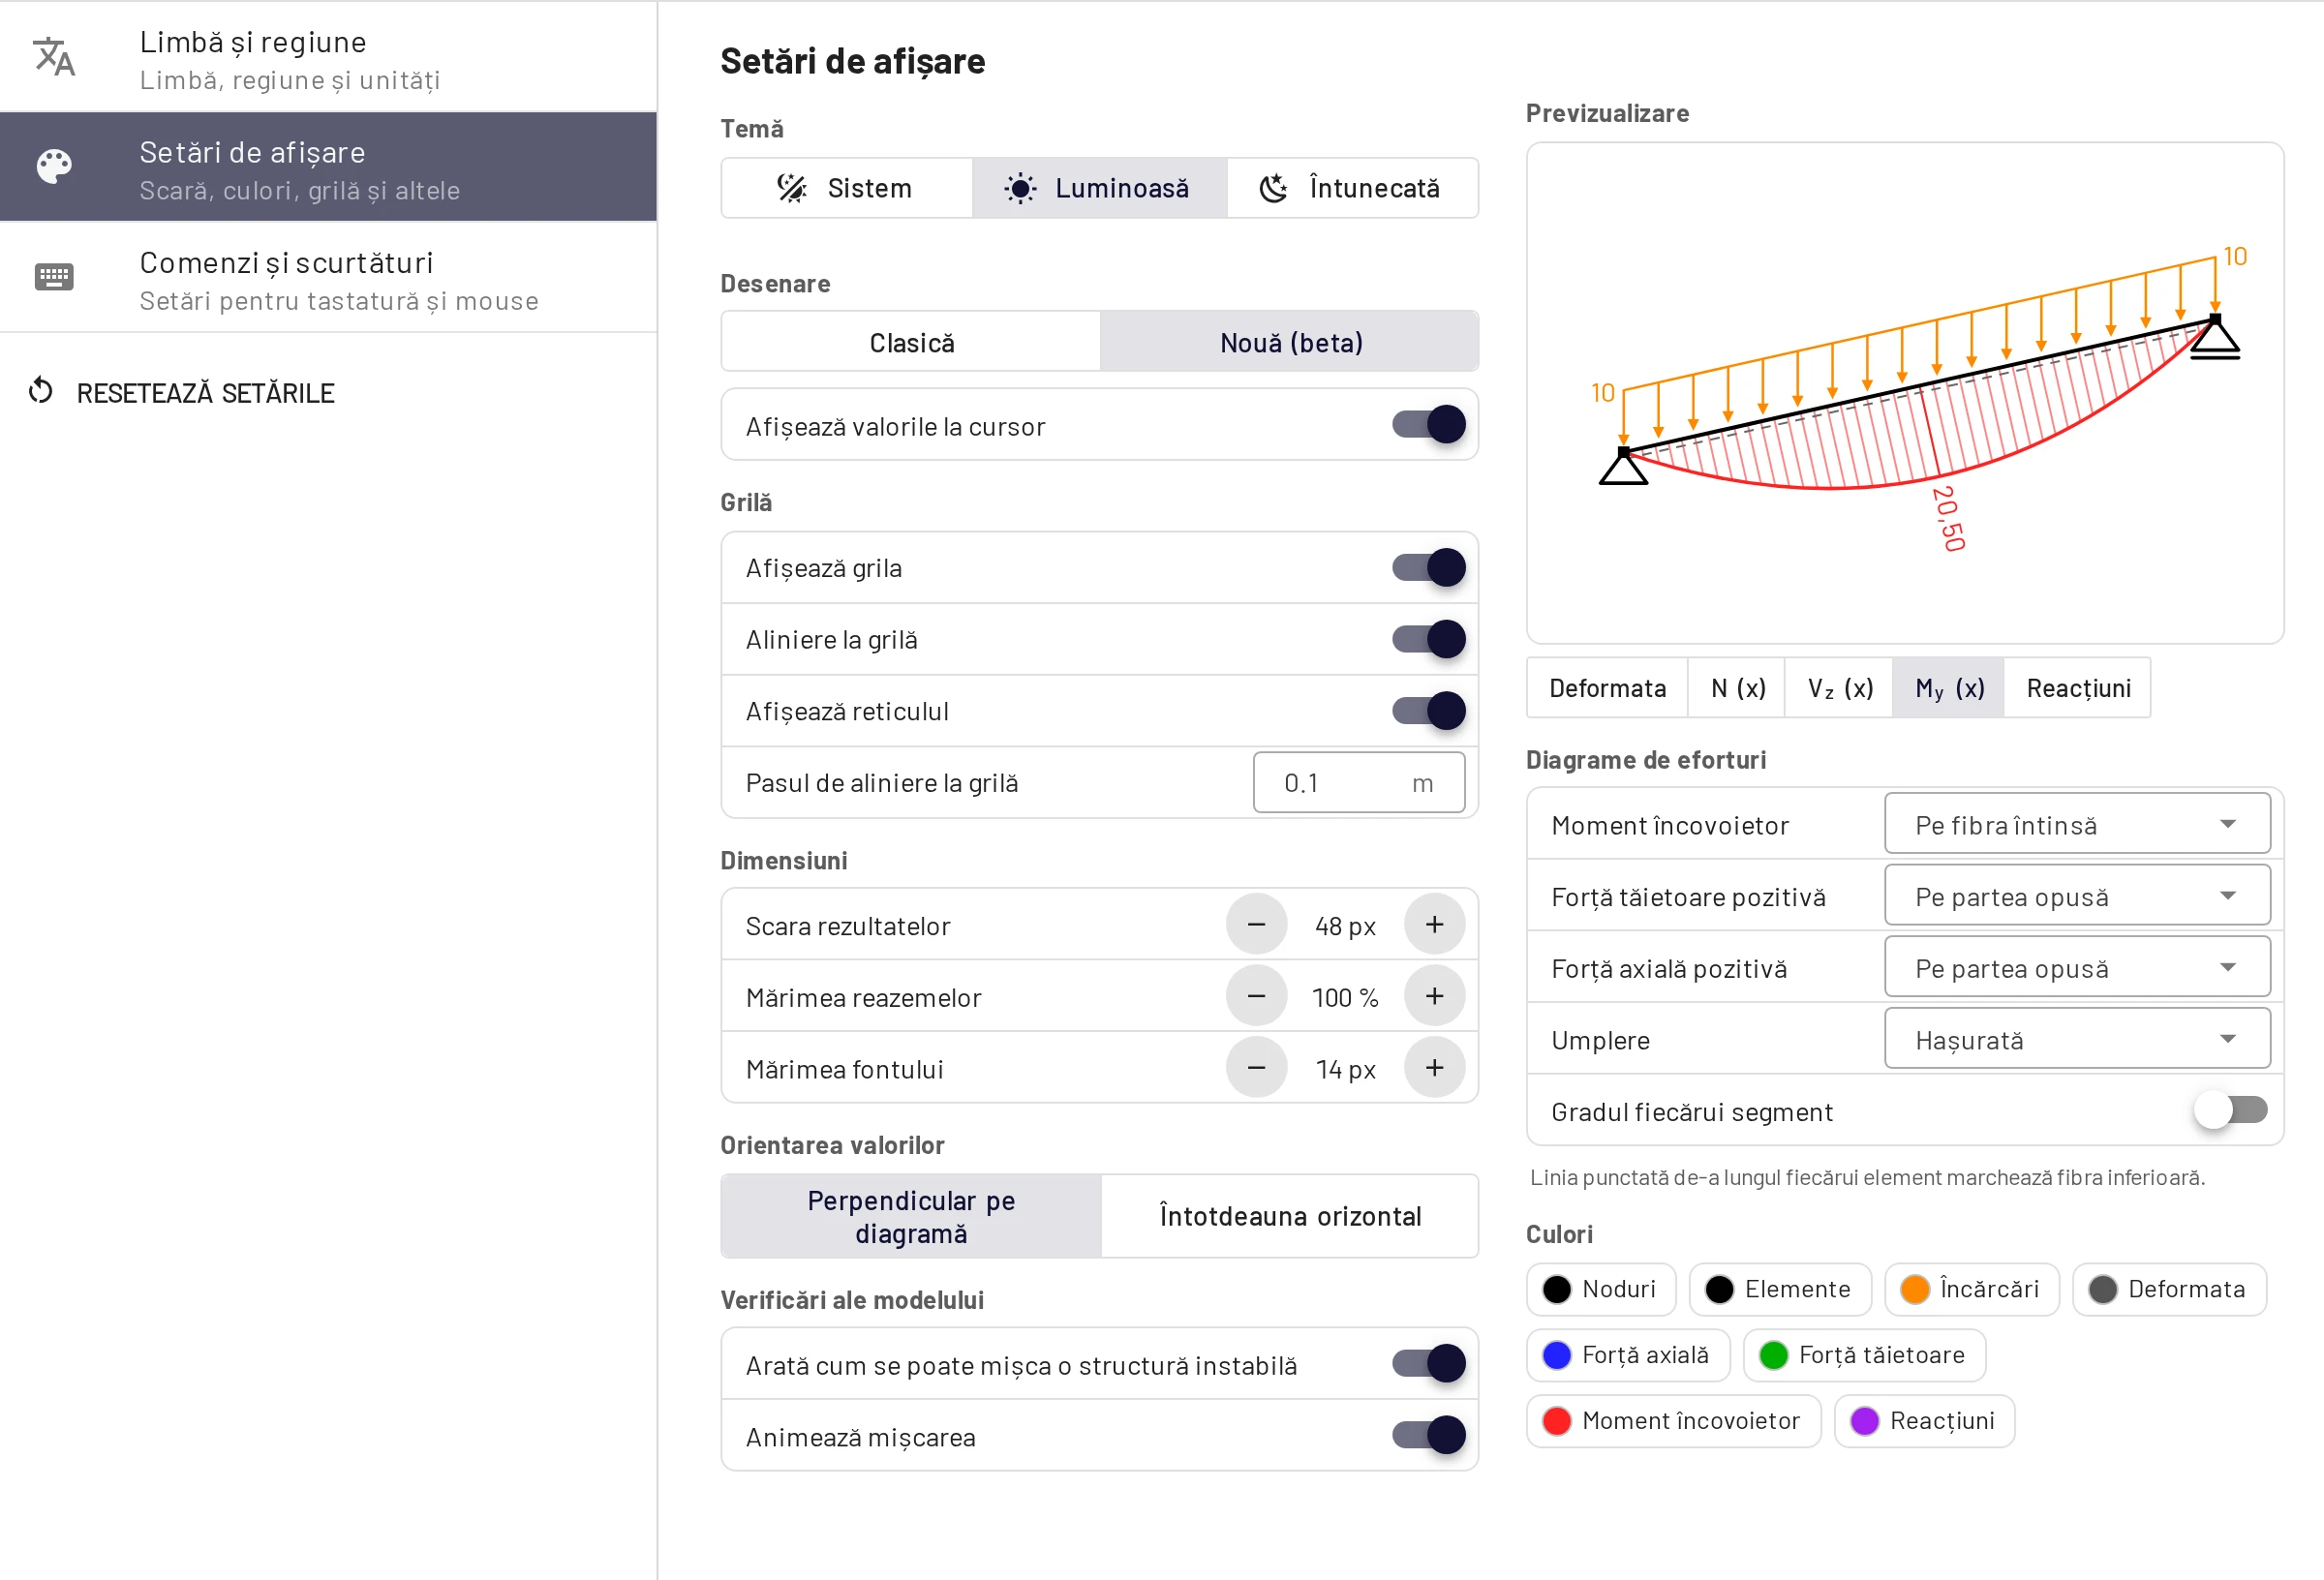 Limbă și regiune
Limbă, regiune și unități
Setări de afișare
Scară, culori, grilă și altele
Comenzi și scurtături
Setări pentru tastatură și mouse
RESETEAZĂ SETĂRILE
Setări de afișare
Temă
Sistem
Luminoasă
Întunecată
Desenare
Clasică
Nouă (beta)
Afișează valorile la cursor
Grilă
Afișează grila
Aliniere la grilă
Afișează reticulul
Pasul de aliniere la grilă
0.1 m
Dimensiuni
Scara rezultatelor
− 48 px +
Mărimea reazemelor
− 100 % +
Mărimea fontului
− 14 px +
Orientarea valorilor
Perpendicular pe
diagramă
Întotdeauna orizontal
Verificări ale modelului
Arată cum se poate mișca o structură instabilă
Animează mișcarea
Previzualizare
10
10
20,50
Deformata
N (x)
Vz (x)
My (x)
Reacțiuni
Diagrame de eforturi
Moment încovoietor
Pe fibra întinsă
Forță tăietoare pozitivă
Pe partea opusă
Forță axială pozitivă
Pe partea opusă
Umplere
Hașurată
Gradul fiecărui segment
Linia punctată de-a lungul fiecărui element marchează fibra inferioară.
Culori
Noduri
Elemente
Încărcări
Deformata
Forță axială
Forță tăietoare
Moment încovoietor
Reacțiuni